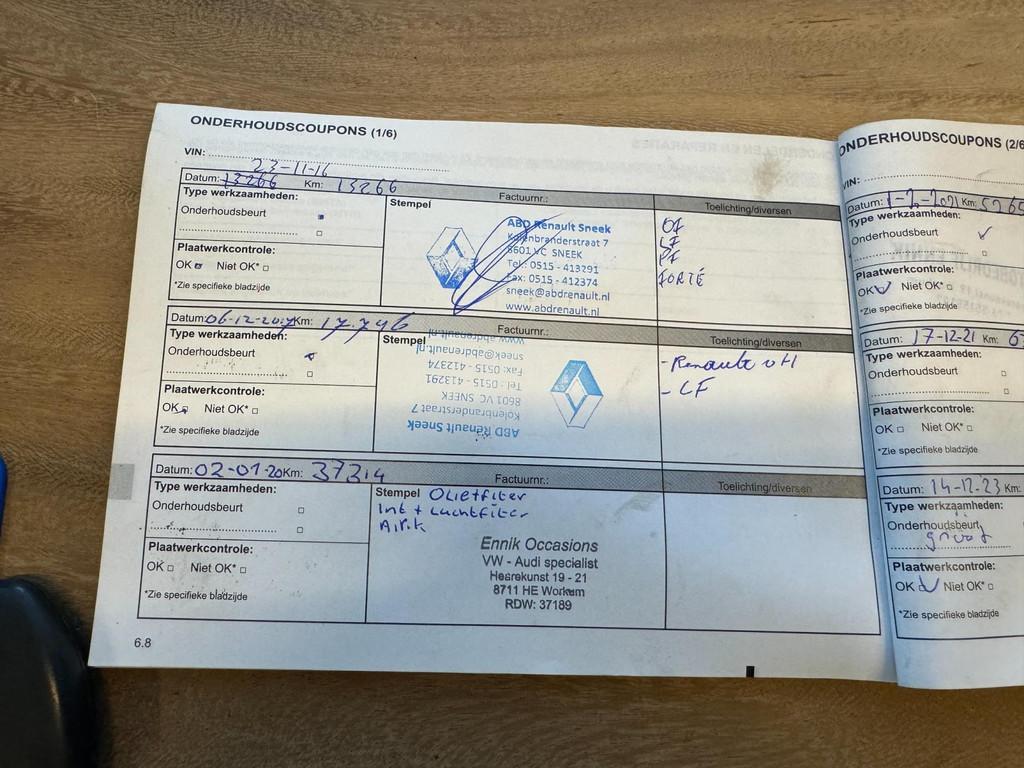 ONDERHOUDSCOUPONS (1/6)
VIN:
23-11-16
Datum: 13266 Km: 13266
Factuurnr.:
Toelichting/diversen
Type werkzaamheden:
Onderhoudsbeurt
Plaatwerkcontrole:
OK Niet OK*
*Zie specifieke bladzijde
Stempel
ABD Renault Sneek
Kolenbranderstraat 7
8601 VC SNEEK
Tel.: 0515 - 413291
Fax: 0515 - 412374
sneek@abdrenault.nl
www.abdrenault.nl
OF
PF
FORTÉ
Datum: 06-12-2017 Km: 17.746
Factuurnr.:
Toelichting/diversen
Type werkzaamheden:
Onderhoudsbeurt
Plaatwerkcontrole:
OK Niet OK*
*Zie specifieke bladzijde
Stempel
ABD Renault Sneek
Kolenbranderstraat 7
8601 VC SNEEK
Tel.: 0515 - 413291
Fax: 0515 - 412374
sneek@abdrenault.nl
www.abdrenault.nl
- Renault OH
- LF
Datum: 02-01-20 Km: 37314
Factuurnr.:
Toelichting/diversen
Type werkzaamheden:
Onderhoudsbeurt
Plaatwerkcontrole:
OK Niet OK*
*Zie specifieke bladzijde
Stempel Oliefilter
Int + Luchtfilter
Ennik Occasions
VW - Audi specialist
Hearekunst 19 - 21
8711 HE Workum
RDW: 37189
6.8
ONDERHOUDSCOUPONS (2/6
VIN:
Datum: 1-2-2021 Km: 5265
Type werkzaamheden:
Onderhoudsbeurt
Plaatwerkcontrole:
OK Niet OK*
*Zie specifieke bladzijde
Datum: 17-12-21 Km: 6
Type werkzaamheden:
Onderhoudsbeurt
Plaatwerkcontrole:
OK Niet OK*
*Zie specifieke bladzijde
Datum: 14-12-23 Km:
Type werkzaamheden:
Onderhoudsbeurt
groot
Plaatwerkcontrole:
OK Niet OK*
*Zie specifieke bladzijde